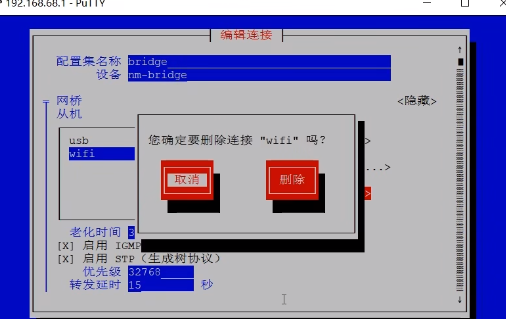 192.168.68.1 - PuTTY
编辑连接
配置集名称 bridge
设备 nm-bridge
网桥
<隐藏>
从机
usb
wifi
您确定要删除连接 "wifi" 吗?
取消
删除
>
...>
>
老化时间 3
[X] 启用 IGMP
[X] 启用 STP（生成树协议）
优先级 32768
转发延时 15 秒